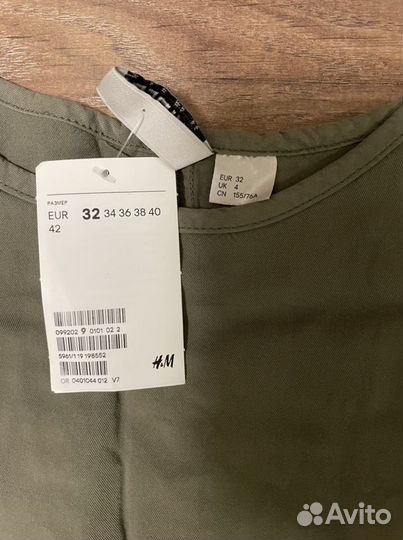 РАЗМЕР
EUR 32 34 36 38 40
42
099202 9 0101 02 2
5961/119 198552
OR 0401044 012 V7
H&M
EUR 32
UK 4
CN 155/76A
Avito